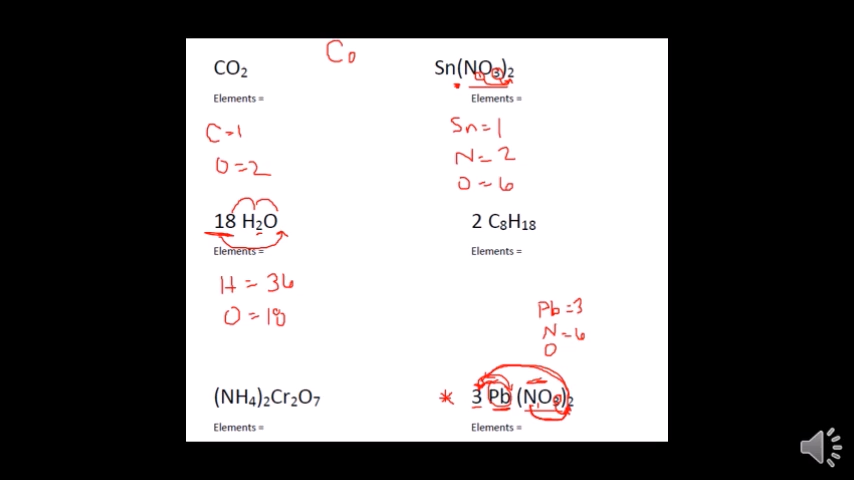 Co
CO₂
Elements =
C=1
O=2
Sn(NO₃)₂
Elements =
Sn=1
N=2
O=6
18 H₂O
Elements=
H = 36
O = 18
2 C₈H₁₈
Elements =
(NH4)₂Cr₂O₇
Elements =
Pb=3
N=6
O
* 3 Pb (NO₃)₂
Elements =